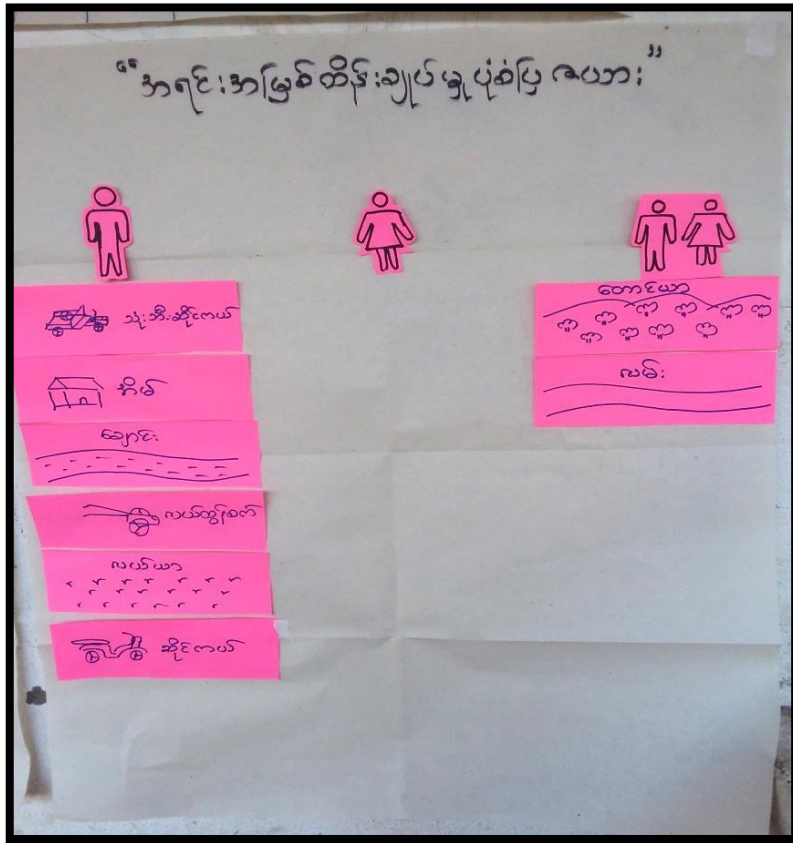 “အရင်းအမြစ်ထိန်းချုပ်မှုပုံစံပြ ဇယား”
သုံးဘီးဆိုင်ကယ်
အိမ်
ချောင်း
လယ်ထွန်စက်
လယ်ယာ
ဆိုင်ကယ်
တောင်ယာ
လမ်း